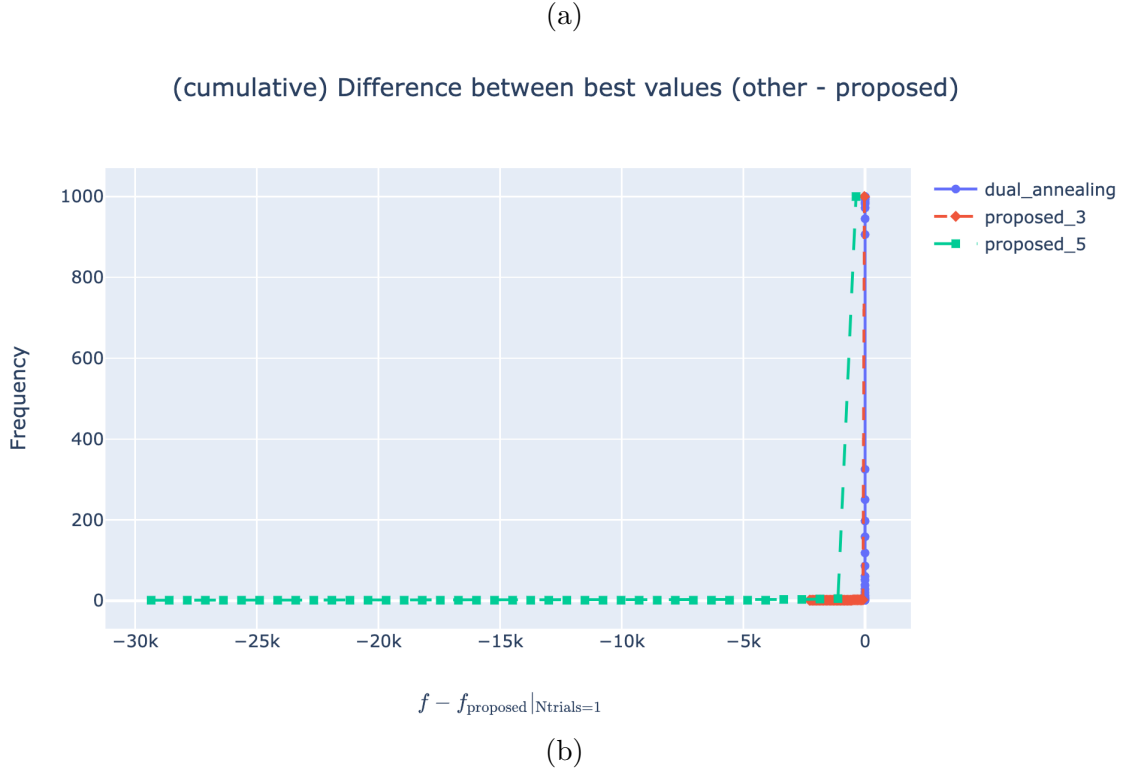 (a)
(cumulative) Difference between best values (other - proposed)
1000
800
600
400
200
0
Frequency
−30k −25k −20k −15k −10k −5k 0
f − f_proposed|_Ntrials=1
dual_annealing
proposed_3
proposed_5
(b)